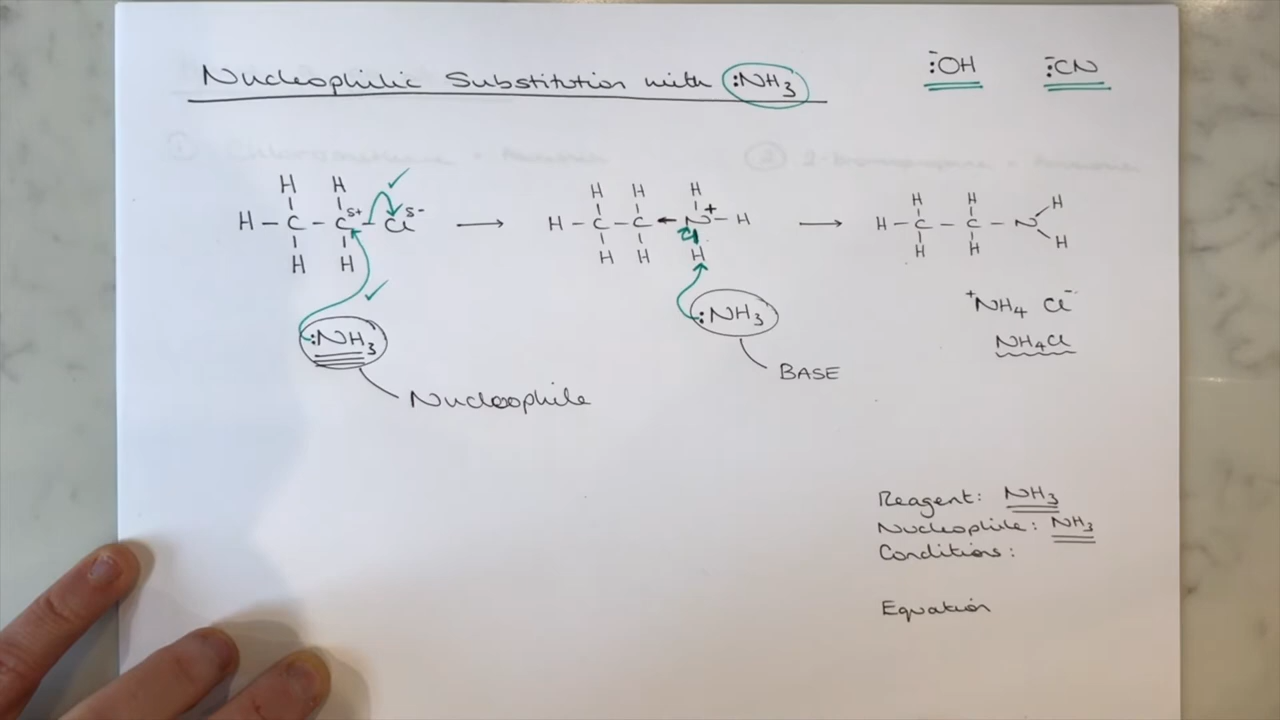 Nucleophilic Substitution with :NH3
⁻:OH ⁻:CN
H H
H – C – C δ+ – Cl δ-
H H
:NH3
Nucleophile
H H H
H – C – C – N+ – H
H H H
:NH3
BASE
H H H
H – C – C – N
H H H
+NH4 Cl-
NH4Cl
Reagent: NH3
Nucleophile: NH3
Conditions:
Equation